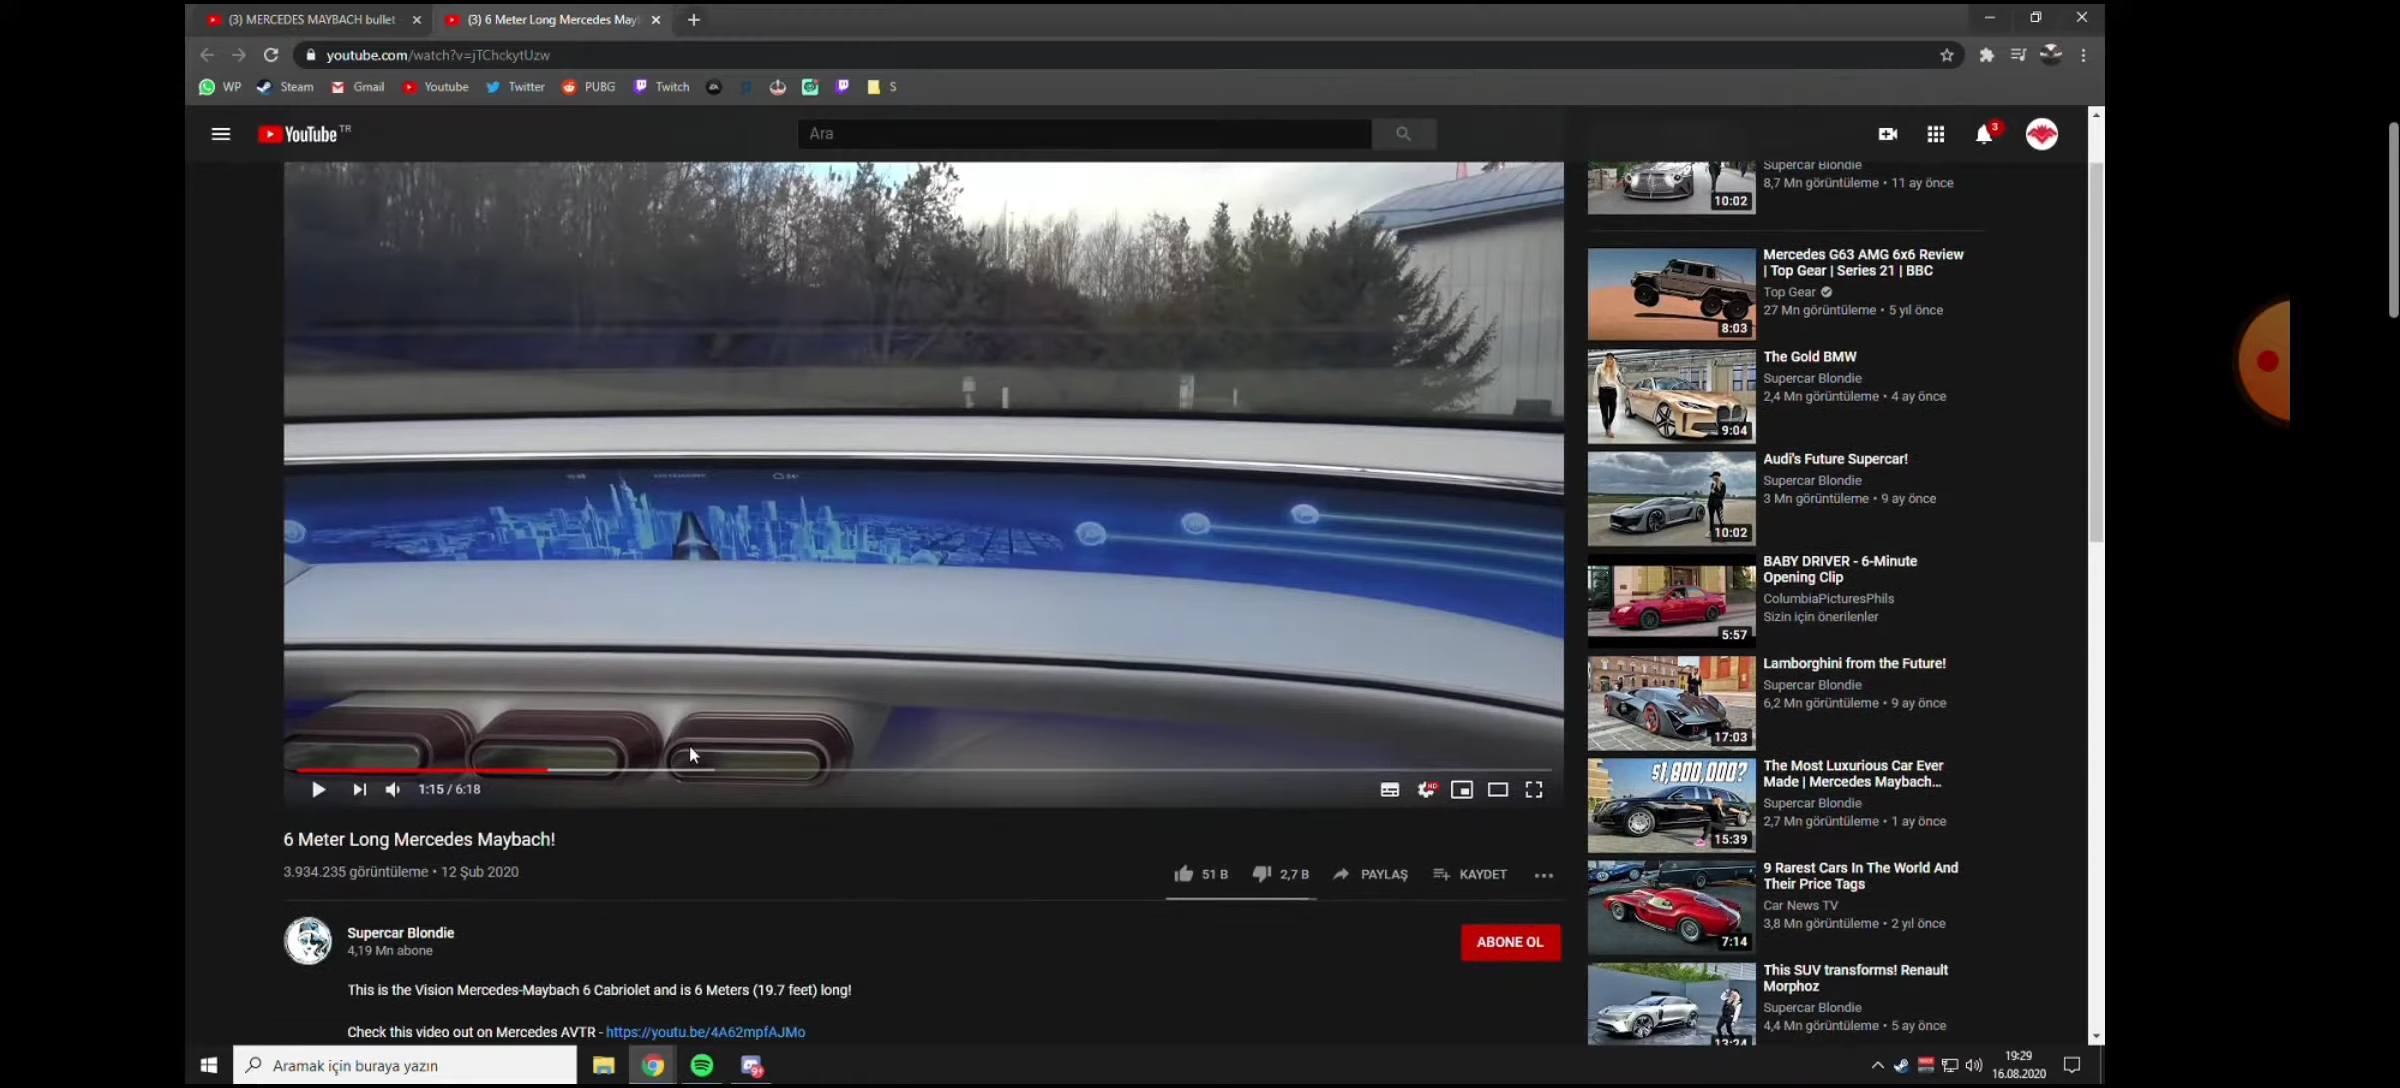 (3) MERCEDES MAYBACH bullet
(3) 6 Meter Long Mercedes May
youtube.com/watch?v=jTChckytUzw
WP Steam Gmail Youtube Twitter PUBG Twitch S
YouTube TR
Ara
3
Supercar Blondie
8,7 Mn görüntüleme • 11 ay önce
10:02
Mercedes G63 AMG 6x6 Review
| Top Gear | Series 21 | BBC
Top Gear
27 Mn görüntüleme • 5 yıl önce
8:03
The Gold BMW
Supercar Blondie
2,4 Mn görüntüleme • 4 ay önce
9:04
Audi's Future Supercar!
Supercar Blondie
3 Mn görüntüleme • 9 ay önce
10:02
BABY DRIVER - 6-Minute
Opening Clip
ColumbiaPicturesPhils
Sizin için önerilenler
5:57
Lamborghini from the Future!
Supercar Blondie
6,2 Mn görüntüleme • 9 ay önce
17:03
The Most Luxurious Car Ever
Made | Mercedes Maybach...
Supercar Blondie
2,7 Mn görüntüleme • 1 ay önce
$1,800,000?
15:39
9 Rarest Cars In The World And
Their Price Tags
Car News TV
3,8 Mn görüntüleme • 2 yıl önce
7:14
This SUV transforms! Renault
Morphoz
Supercar Blondie
4,4 Mn görüntüleme • 5 ay önce
13:24
1:15 / 6:18
HD
6 Meter Long Mercedes Maybach!
3.934.235 görüntüleme • 12 Şub 2020
51 B 2,7 B PAYLAŞ KAYDET
Supercar Blondie
4,19 Mn abone
ABONE OL
This is the Vision Mercedes-Maybach 6 Cabriolet and is 6 Meters (19.7 feet) long!
Check this video out on Mercedes AVTR - https://youtu.be/4A62mpfAJMo
Aramak için buraya yazın
9+
19:29
16.08.2020